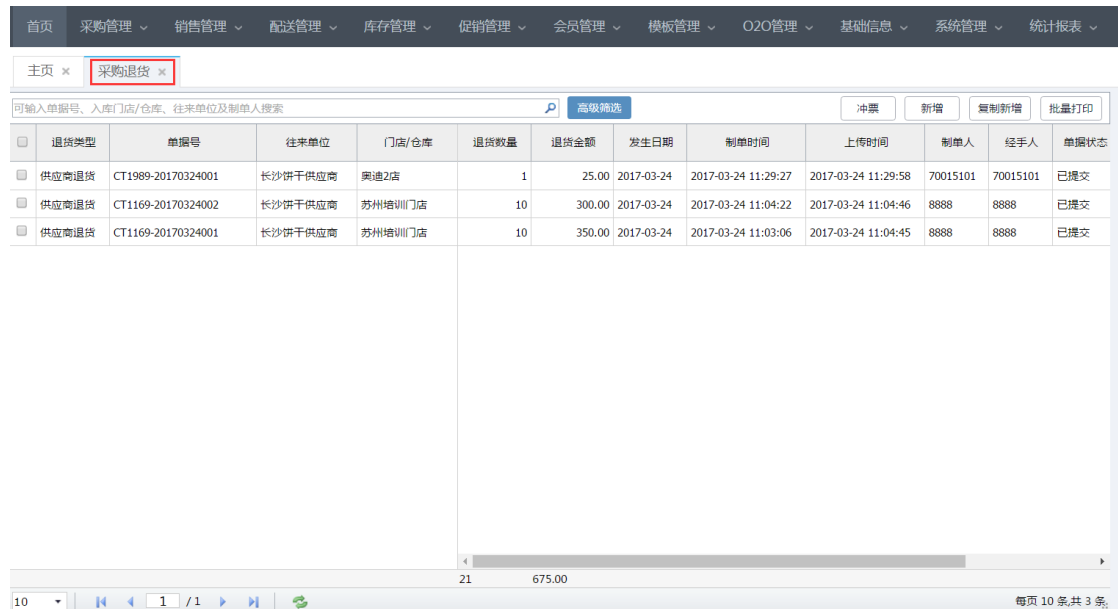 首页 采购管理 销售管理 配送管理 库存管理 促销管理 会员管理 模板管理 O2O管理 基础信息 系统管理 统计报表
主页 × 采购退货 ×
可输入单据号、入库门店/仓库、往来单位及制单人搜索 高级筛选 冲票 新增 复制新增 批量打印
退货类型 单据号 往来单位 门店/仓库 退货数量 退货金额 发生日期 制单时间 上传时间 制单人 经手人 单据状态
供应商退货 CT1989-20170324001 长沙饼干供应商 奥迪2店 1 25.00 2017-03-24 2017-03-24 11:29:27 2017-03-24 11:29:58 70015101 70015101 已提交
供应商退货 CT1169-20170324002 长沙饼干供应商 苏州培训门店 10 300.00 2017-03-24 2017-03-24 11:04:22 2017-03-24 11:04:46 8888 8888 已提交
供应商退货 CT1169-20170324001 长沙饼干供应商 苏州培训门店 10 350.00 2017-03-24 2017-03-24 11:03:06 2017-03-24 11:04:45 8888 8888 已提交
21 675.00
10 1 /1 每页 10 条,共 3 条